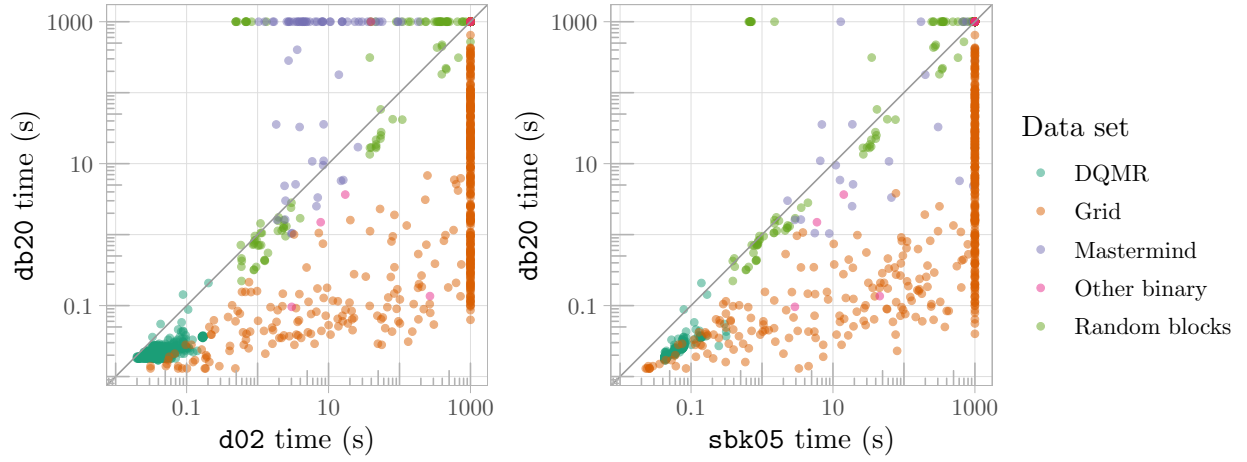 1000
10
0.1
db20 time (s)
0.1
10
1000
d02 time (s)
1000
10
0.1
db20 time (s)
0.1
10
1000
sbk05 time (s)
Data set
DQMR
Grid
Mastermind
Other binary
Random blocks